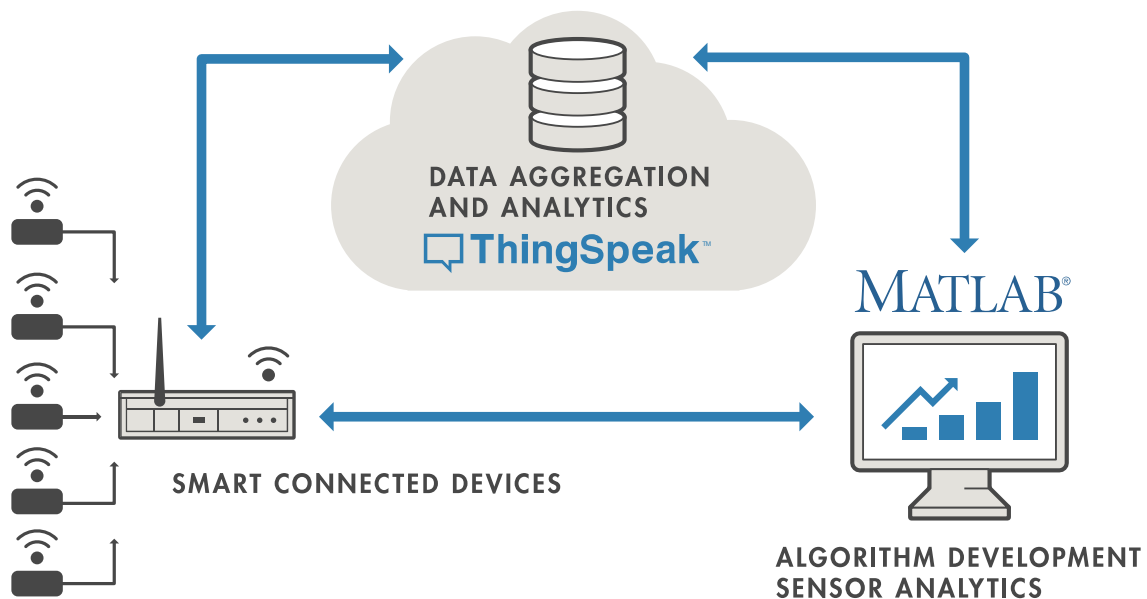 DATA AGGREGATION
AND ANALYTICS
ThingSpeak™
MATLAB®
SMART CONNECTED DEVICES
ALGORITHM DEVELOPMENT
SENSOR ANALYTICS